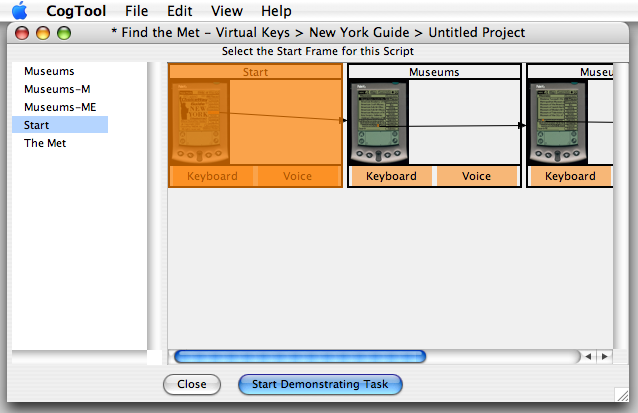 CogTool File Edit View Help
* Find the Met - Virtual Keys > New York Guide > Untitled Project
Select the Start Frame for this Script
Museums
Museums-M
Museums-ME
Start
The Met
Start
Keyboard Voice
Museums
Keyboard Voice
Museu
Keyboard
Close
Start Demonstrating Task